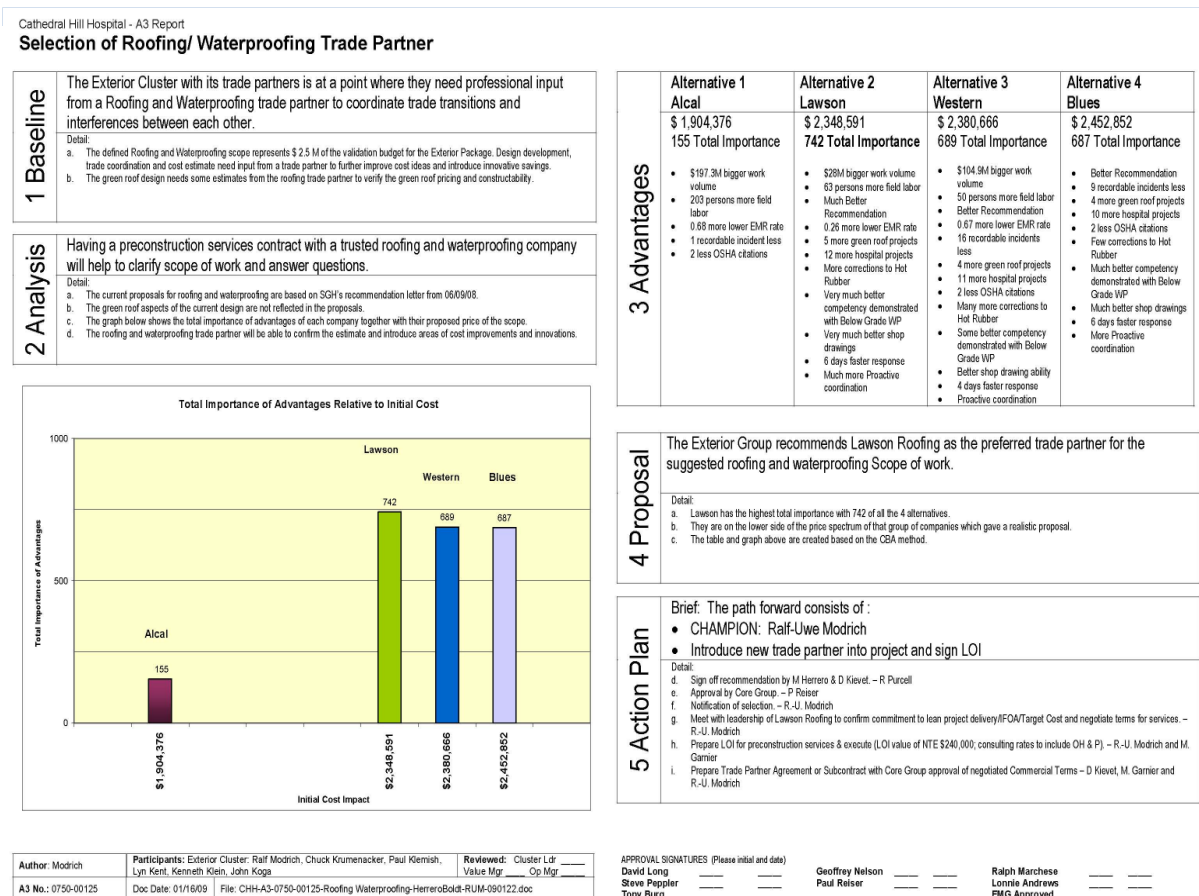 Cathedral Hill Hospital - A3 Report
Selection of Roofing/ Waterproofing Trade Partner
1 Baseline
The Exterior Cluster with its trade partners is at a point where they need professional input
from a Roofing and Waterproofing trade partner to coordinate trade transitions and
interferences between each other.
Detail:
a. The defined Roofing and Waterproofing scope represents $ 2.5 M of the validation budget for the Exterior Package. Design development,
trade coordination and cost estimate need input from a trade partner to further improve cost ideas and introduce innovative savings.
b. The green roof design needs some estimates from the roofing trade partner to verify the green roof pricing and constructability.
2 Analysis
Having a preconstruction services contract with a trusted roofing and waterproofing company
will help to clarify scope of work and answer questions.
Detail:
a. The current proposals for roofing and waterproofing are based on SGH's recommendation letter from 06/09/08.
b. The green roof aspects of the current design are not reflected in the proposals.
c. The graph below shows the total importance of advantages of each company together with their proposed price of the scope.
d. The roofing and waterproofing trade partner will be able to confirm the estimate and introduce areas of cost improvements and innovations.
Total Importance of Advantages Relative to Initial Cost
Total Importance of Advantages
1000
500
0
Alcal
155
Lawson
742
Western
689
Blues
687
$1,904,376
$2,348,591
$2,380,666
$2,452,852
Initial Cost Impact
3 Advantages
Alternative 1
Alcal
$ 1,904,376
155 Total Importance
• $197.3M bigger work
volume
• 203 persons more field
labor
• 0.68 more lower EMR rate
• 1 recordable incident less
• 2 less OSHA citations
Alternative 2
Lawson
$ 2,348,591
742 Total Importance
• $28M bigger work volume
• 63 persons more field labor
• Much Better
Recommendation
• 0.26 more lower EMR rate
• 5 more green roof projects
• 12 more hospital projects
• More corrections to Hot
Rubber
• Very much better
competency demonstrated
with Below Grade WP
• Very much better shop
drawings
• 6 days faster response
• Much more Proactive
coordination
Alternative 3
Western
$ 2,380,666
689 Total Importance
• $104.9M bigger work
volume
• 50 persons more field labor
• Better Recommendation
• 0.67 more lower EMR rate
• 16 recordable incidents
less
• 4 more green roof projects
• 11 more hospital projects
• 2 less OSHA citations
• Many more corrections to
Hot Rubber
• Some better competency
demonstrated with Below
Grade WP
• Better shop drawing ability
• 4 days faster response
• Proactive coordination
Alternative 4
Blues
$ 2,452,852
687 Total Importance
• Better Recommendation
• 9 recordable incidents less
• 4 more green roof projects
• 10 more hospital projects
• 2 less OSHA citations
• Few corrections to Hot
Rubber
• Much better competency
demonstrated with Below
Grade WP
• Much better shop drawings
• 6 days faster response
• More Proactive
coordination
4 Proposal
The Exterior Group recommends Lawson Roofing as the preferred trade partner for the
suggested roofing and waterproofing Scope of work.
Detail:
a. Lawson has the highest total importance with 742 of all the 4 alternatives.
b. They are on the lower side of the price spectrum of that group of companies which gave a realistic proposal.
c. The table and graph above are created based on the CBA method.
5 Action Plan
Brief: The path forward consists of :
• CHAMPION: Ralf-Uwe Modrich
• Introduce new trade partner into project and sign LOI
Detail:
d. Sign off recommendation by M Herrero & D Kievet. – R Purcell
e. Approval by Core Group. – P Reiser
f. Notification of selection. – R.-U. Modrich
g. Meet with leadership of Lawson Roofing to confirm commitment to lean project delivery/IFOA/Target Cost and negotiate terms for services. –
R.-U. Modrich
h. Prepare LOI for preconstruction services & execute (LOI value of NTE $240,000; consulting rates to include OH & P). – R.-U. Modrich and M.
Garnier
i. Prepare Trade Partner Agreement or Subcontract with Core Group approval of negotiated Commercial Terms – D Kievet, M. Garnier and
R.-U. Modrich
Author: Modrich
Participants: Exterior Cluster: Ralf Modrich, Chuck Krumenacker, Paul Klemish,
Lyn Kent, Kenneth Klein, John Koga
Reviewed: Cluster Ldr ____
Value Mgr ____ Op Mgr ____
A3 No.: 0750-00125
Doc Date: 01/16/09
File: CHH-A3-0750-00125-Roofing Waterproofing-HerreroBoldt-RUM-090122.doc
APPROVAL SIGNATURES (Please initial and date)
David Long ____ ____ Geoffrey Nelson ____ ____ Ralph Marchese ____ ____
Steve Peppler ____ ____ Paul Reiser ____ ____ Lonnie Andrews ____ ____
Tony Burg EMG Approved